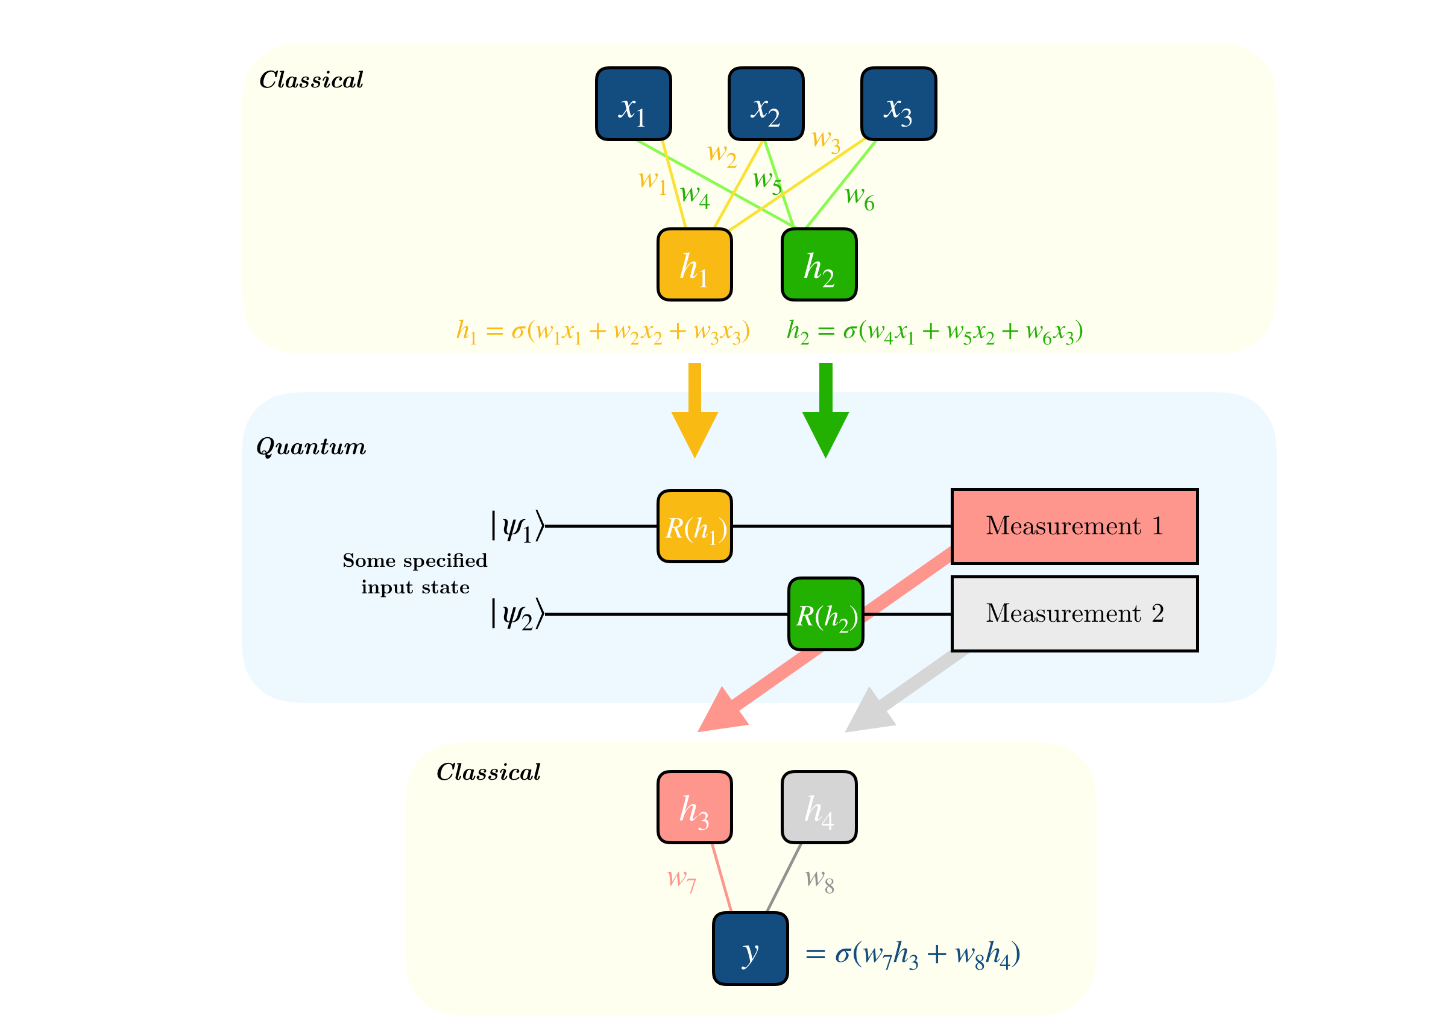 Classical
x₁ x₂ x₃
w₁ w₄ w₂ w₅ w₃ w₆
h₁ h₂
h₁ = σ(w₁x₁ + w₂x₂ + w₃x₃) h₂ = σ(w₄x₁ + w₅x₂ + w₆x₃)
Quantum
|ψ₁⟩ R(h₁) Measurement 1
Some specified
input state
|ψ₂⟩ R(h₂) Measurement 2
Classical
h₃ h₄
w₇ w₈
y = σ(w₇h₃ + w₈h₄)